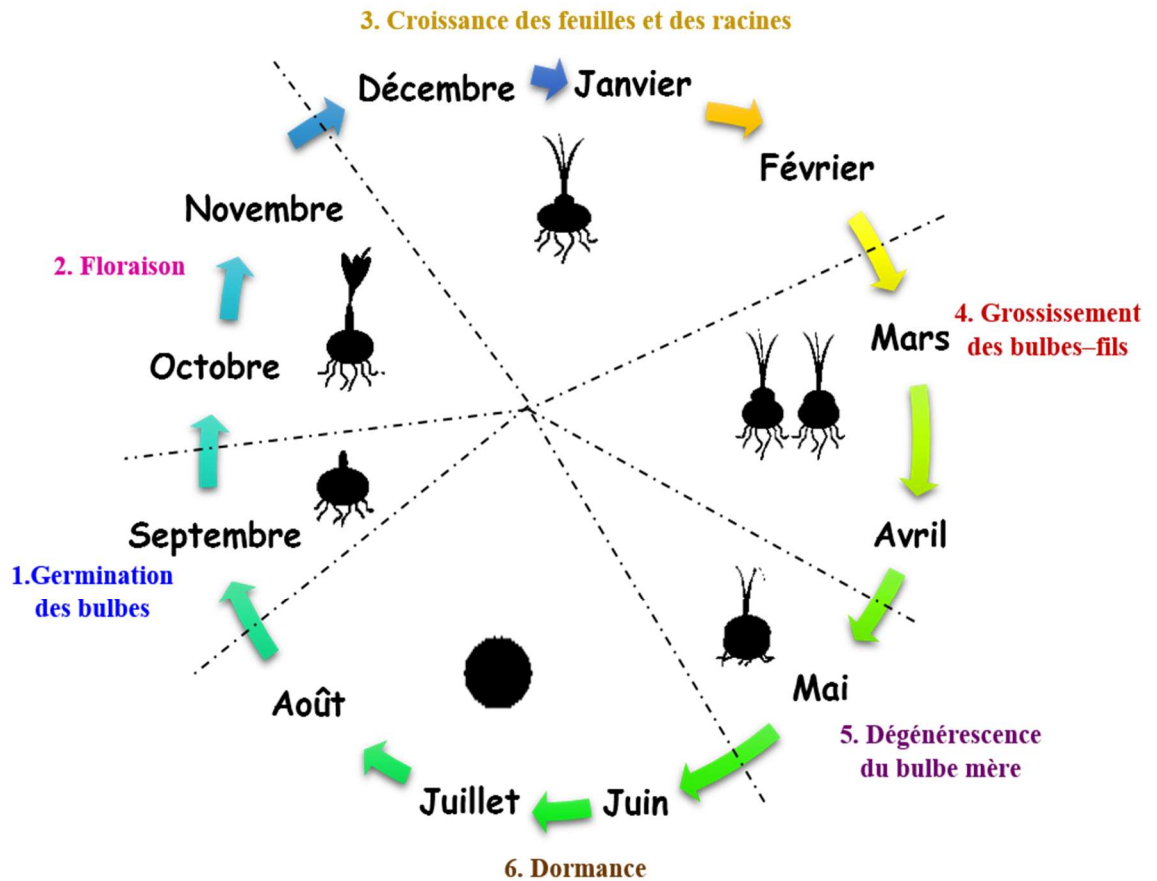 3. Croissance des feuilles et des racines
Décembre
Janvier
Février
Novembre
2. Floraison
Mars
4. Grossissement
des bulbes–fils
Octobre
Septembre
Avril
1.Germination
des bulbes
Mai
Août
5. Dégénérescence
du bulbe mère
Juillet
Juin
6. Dormance